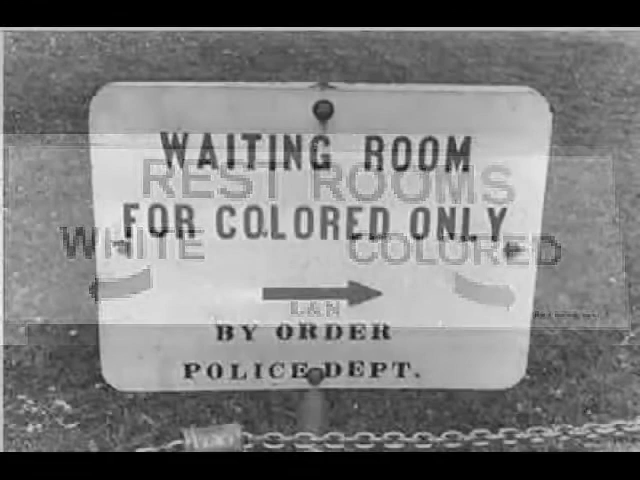 WAITING ROOM
REST ROOMS
FOR COLORED ONLY
WHITE COLORED
L&N
BY ORDER
POLICE DEPT.